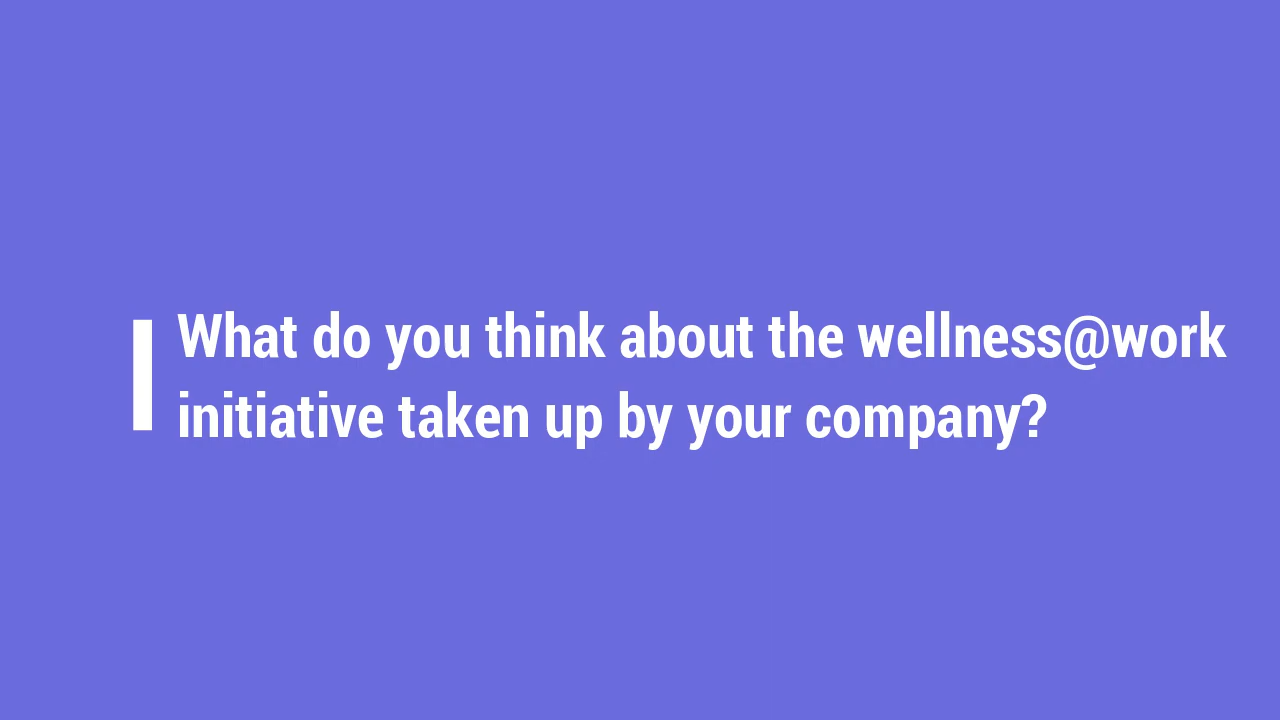 What do you think about the wellness@work
initiative taken up by your company?